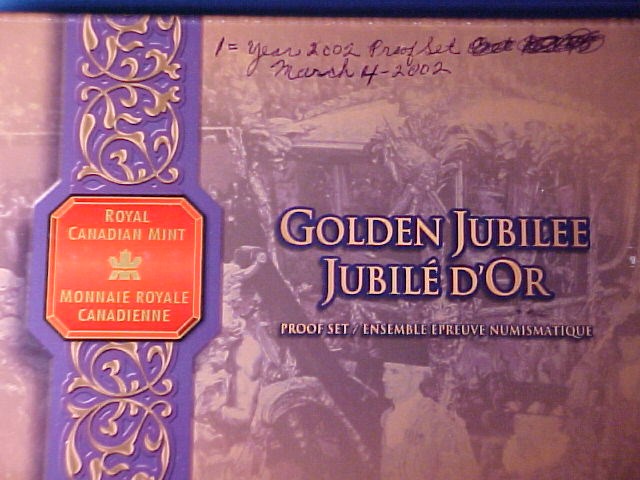 1= Year 2002 Proof Set
March 4-2002
ROYAL
CANADIAN MINT
MONNAIE ROYALE
CANADIENNE
GOLDEN JUBILEE
JUBILÉ D'OR
PROOF SET / ENSEMBLE ÉPREUVE NUMISMATIQUE